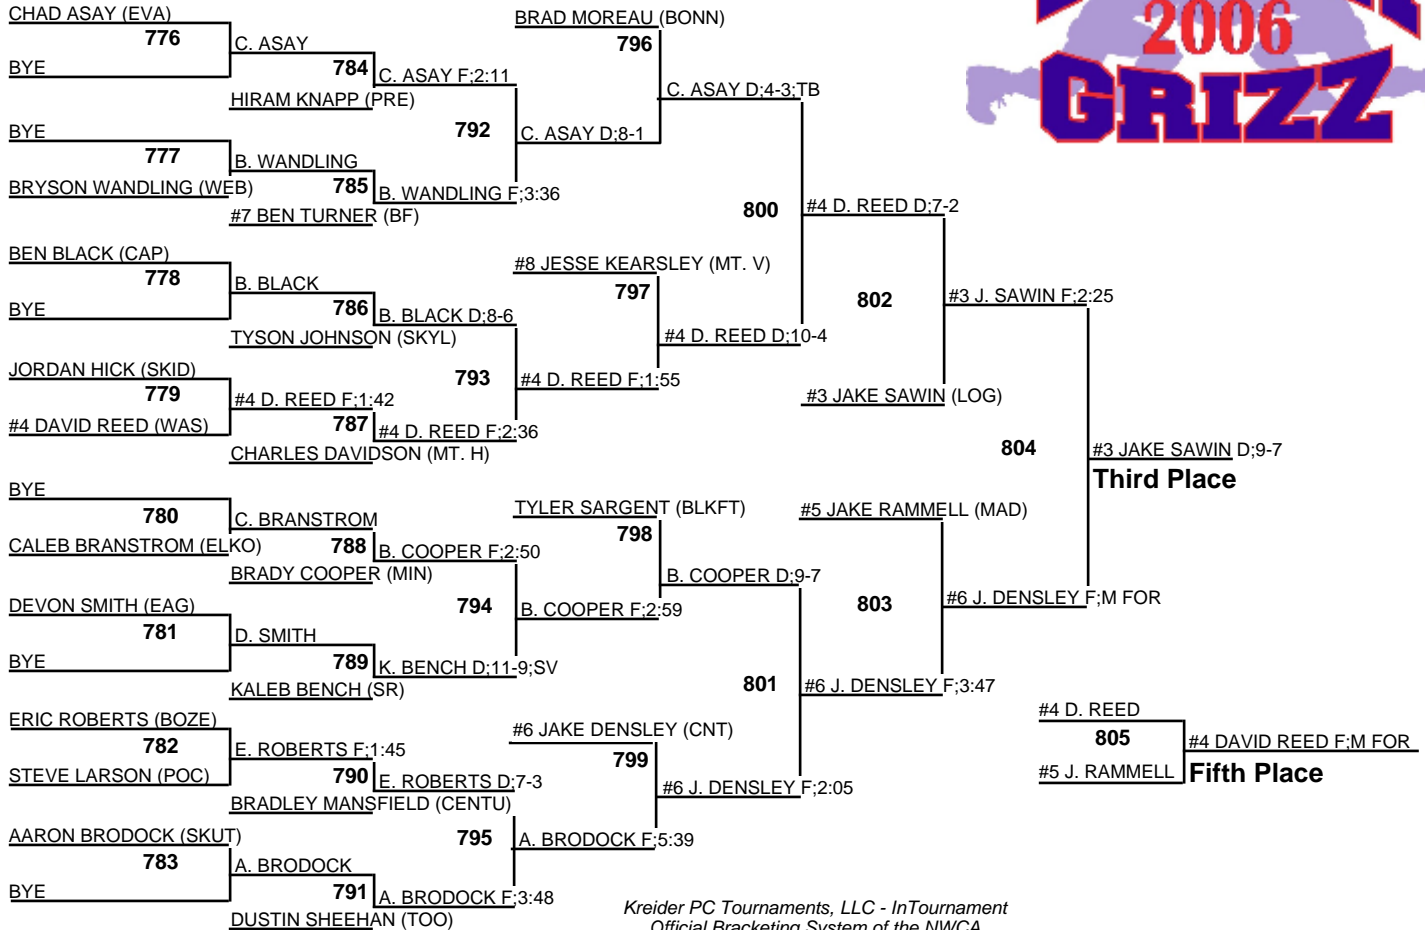 CHAD ASAY (EVA)
776
BYE
C. ASAY
784
HIRAM KNAPP (PRE)
C. ASAY F;2:11
BYE
777
BRYSON WANDLING (WEB)
B. WANDLING
785
#7 BEN TURNER (BF)
B. WANDLING F;3:36
792
C. ASAY D;8-1
BRAD MOREAU (BONN)
796
C. ASAY D;4-3;TB
2006
GRIZZ
BEN BLACK (CAP)
778
BYE
B. BLACK
786
TYSON JOHNSON (SKYL)
B. BLACK D;8-6
JORDAN HICK (SKID)
779
#4 DAVID REED (WAS)
#4 D. REED F;1:42
787
CHARLES DAVIDSON (MT. H)
#4 D. REED F;2:36
793
#4 D. REED F;1:55
#8 JESSE KEARSLEY (MT. V)
797
#4 D. REED D;10-4
800
#4 D. REED D;7-2
802
#3 JAKE SAWIN (LOG)
#3 J. SAWIN F;2:25
804
#3 JAKE SAWIN D;9-7
Third Place
BYE
780
CALEB BRANSTROM (ELKO)
C. BRANSTROM
788
BRADY COOPER (MIN)
B. COOPER F;2:50
DEVON SMITH (EAG)
781
BYE
D. SMITH
789
KALEB BENCH (SR)
K. BENCH D;11-9;SV
794
B. COOPER F;2:59
TYLER SARGENT (BLKFT)
798
B. COOPER D;9-7
ERIC ROBERTS (BOZE)
782
STEVE LARSON (POC)
E. ROBERTS F;1:45
790
BRADLEY MANSFIELD (CENTU)
E. ROBERTS D;7-3
AARON BRODOCK (SKUT)
783
BYE
A. BRODOCK
791
DUSTIN SHEEHAN (TOO)
A. BRODOCK F;3:48
795
A. BRODOCK F;5:39
#6 JAKE DENSLEY (CNT)
799
#6 J. DENSLEY F;2:05
801
#6 J. DENSLEY F;3:47
#5 JAKE RAMMELL (MAD)
803
#6 J. DENSLEY F;M FOR
#4 D. REED
805
#5 J. RAMMELL
#4 DAVID REED F;M FOR
Fifth Place
Kreider PC Tournaments, LLC - InTournament
Official Bracketing System of the NWCA